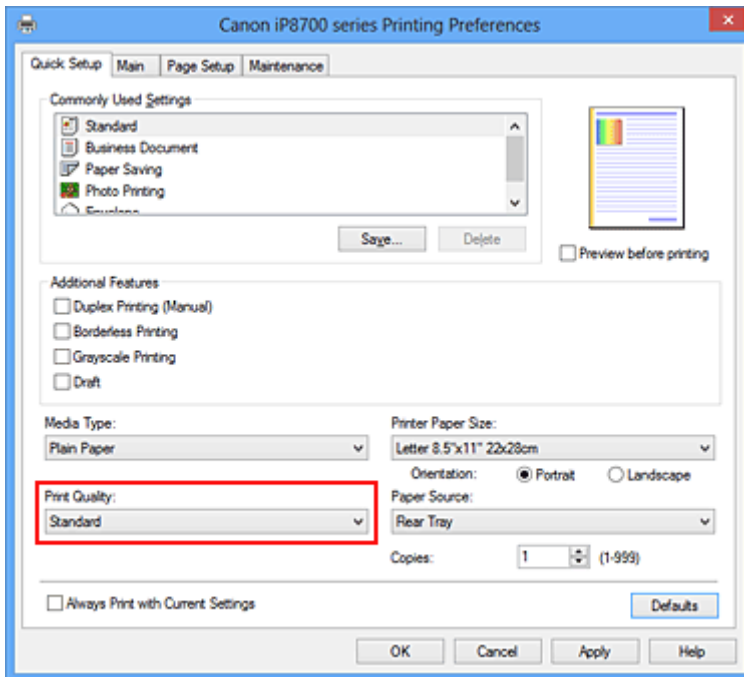 Canon iP8700 series Printing Preferences
Quick Setup Main Page Setup Maintenance
Commonly Used Settings
Standard
Business Document
Paper Saving
Photo Printing
Envelope
Save... Delete
Preview before printing
Additional Features
Duplex Printing (Manual)
Borderless Printing
Grayscale Printing
Draft
Media Type:
Plain Paper
Printer Paper Size:
Letter 8.5"x11" 22x28cm
Orientation: Portrait Landscape
Print Quality:
Standard
Paper Source:
Rear Tray
Copies: 1 (1-999)
Always Print with Current Settings
Defaults
OK Cancel Apply Help